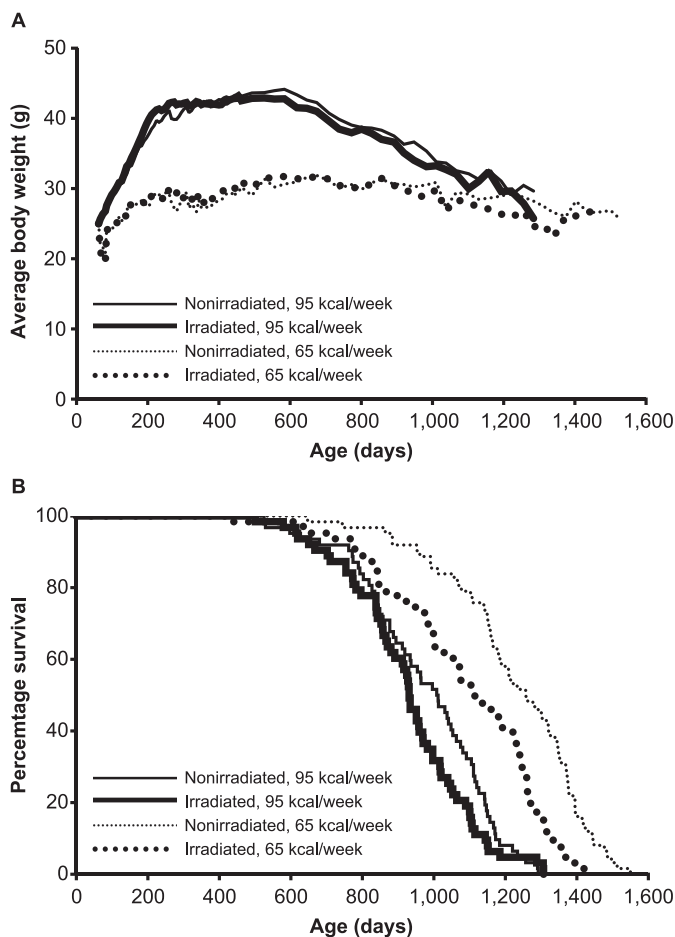 A
50
40
30
20
10
0
Average body weight (g)
Nonirradiated, 95 kcal/week
Irradiated, 95 kcal/week
Nonirradiated, 65 kcal/week
Irradiated, 65 kcal/week
0 200 400 600 800 1,000 1,200 1,400 1,600
Age (days)
B
100
80
60
40
20
0
Percemtage survival
Nonirradiated, 95 kcal/week
Irradiated, 95 kcal/week
Nonirradiated, 65 kcal/week
Irradiated, 65 kcal/week
0 200 400 600 800 1,000 1,200 1,400 1,600
Age (days)